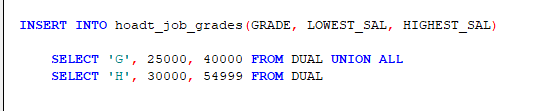 INSERT INTO hoadt_job_grades(GRADE, LOWEST_SAL, HIGHEST_SAL)
SELECT 'G', 25000, 40000 FROM DUAL UNION ALL
SELECT 'H', 30000, 54999 FROM DUAL